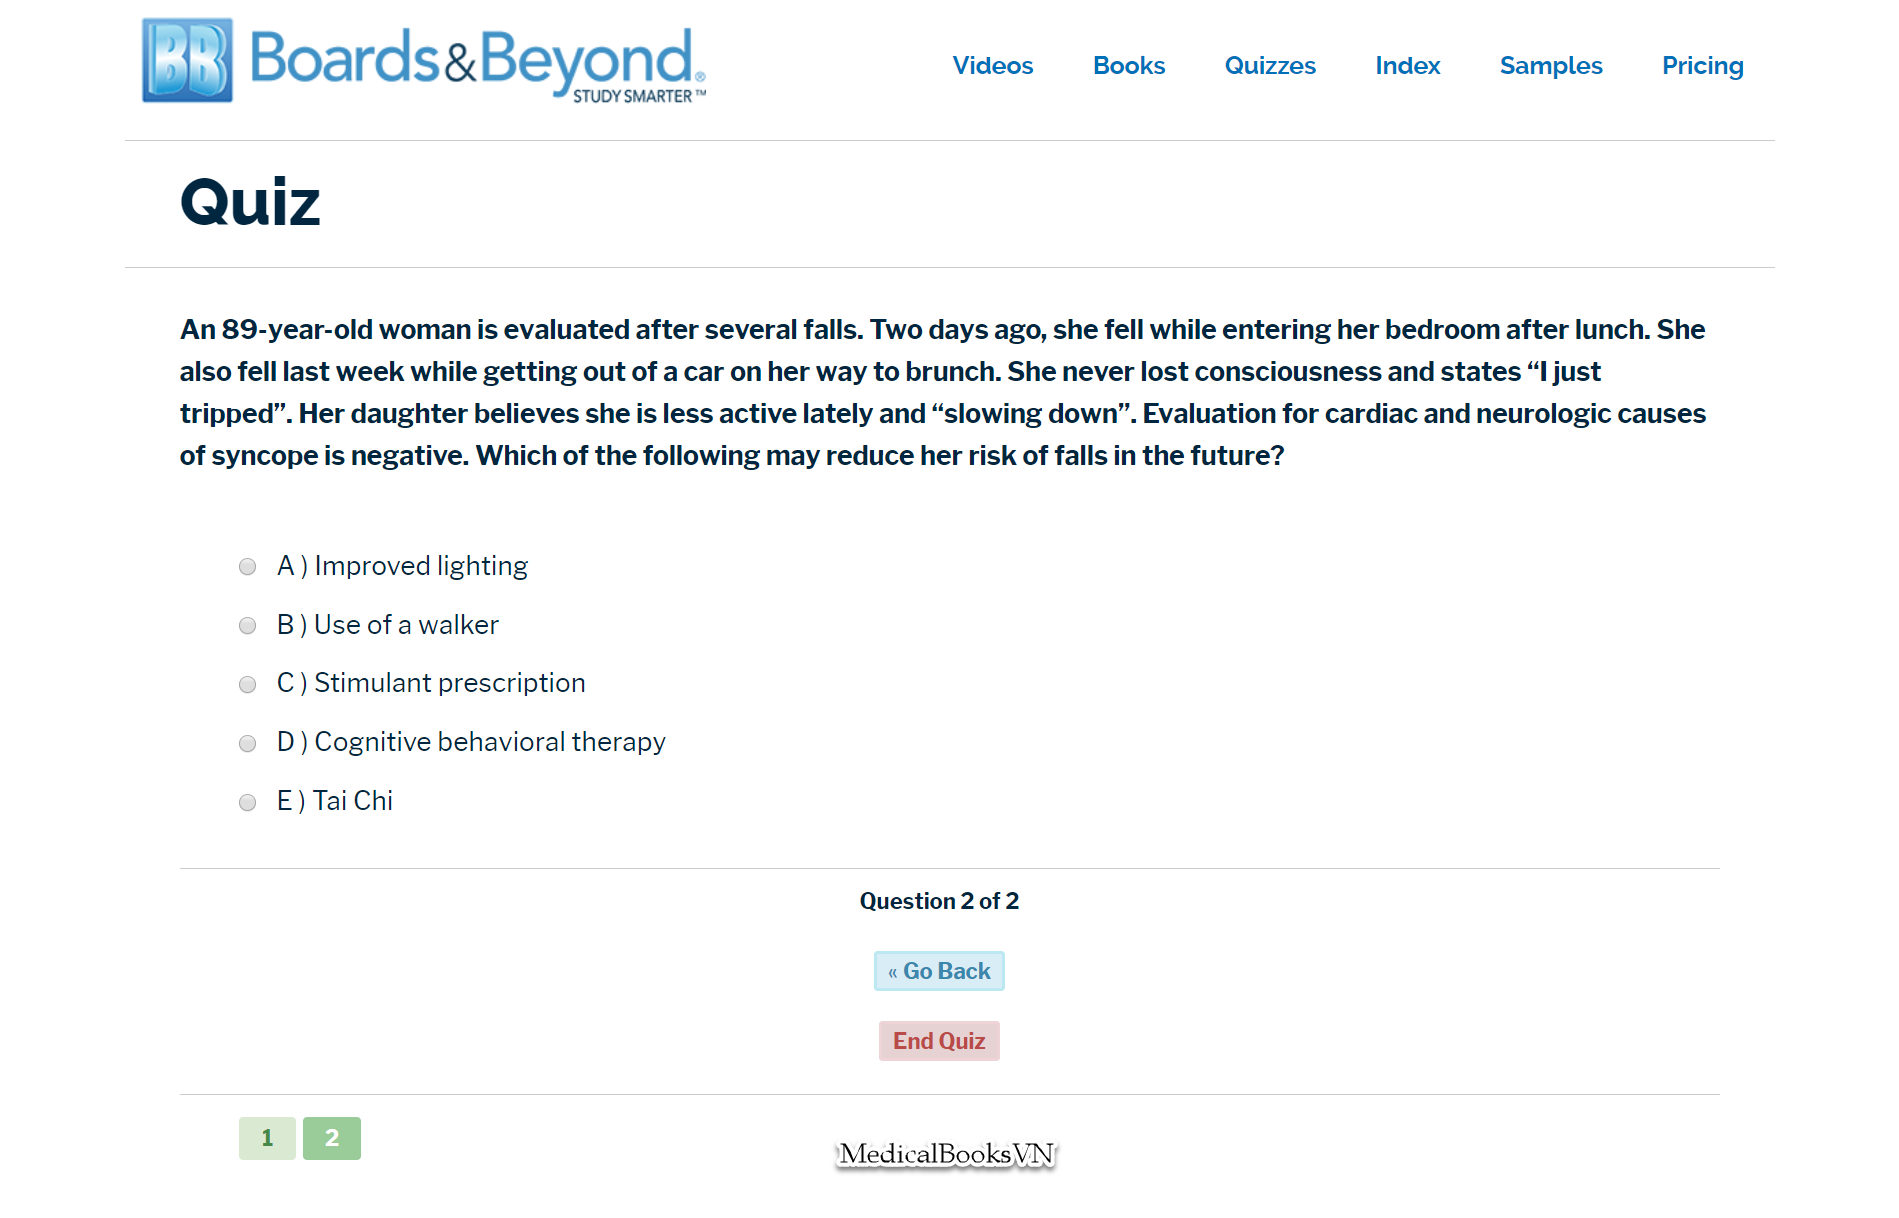 BB Boards&Beyond®
STUDY SMARTER™
Videos Books Quizzes Index Samples Pricing
Quiz
An 89-year-old woman is evaluated after several falls. Two days ago, she fell while entering her bedroom after lunch. She
also fell last week while getting out of a car on her way to brunch. She never lost consciousness and states “I just
tripped”. Her daughter believes she is less active lately and “slowing down”. Evaluation for cardiac and neurologic causes
of syncope is negative. Which of the following may reduce her risk of falls in the future?
A ) Improved lighting
B ) Use of a walker
C ) Stimulant prescription
D ) Cognitive behavioral therapy
E ) Tai Chi
Question 2 of 2
« Go Back
End Quiz
1 2
MedicalBooksVN